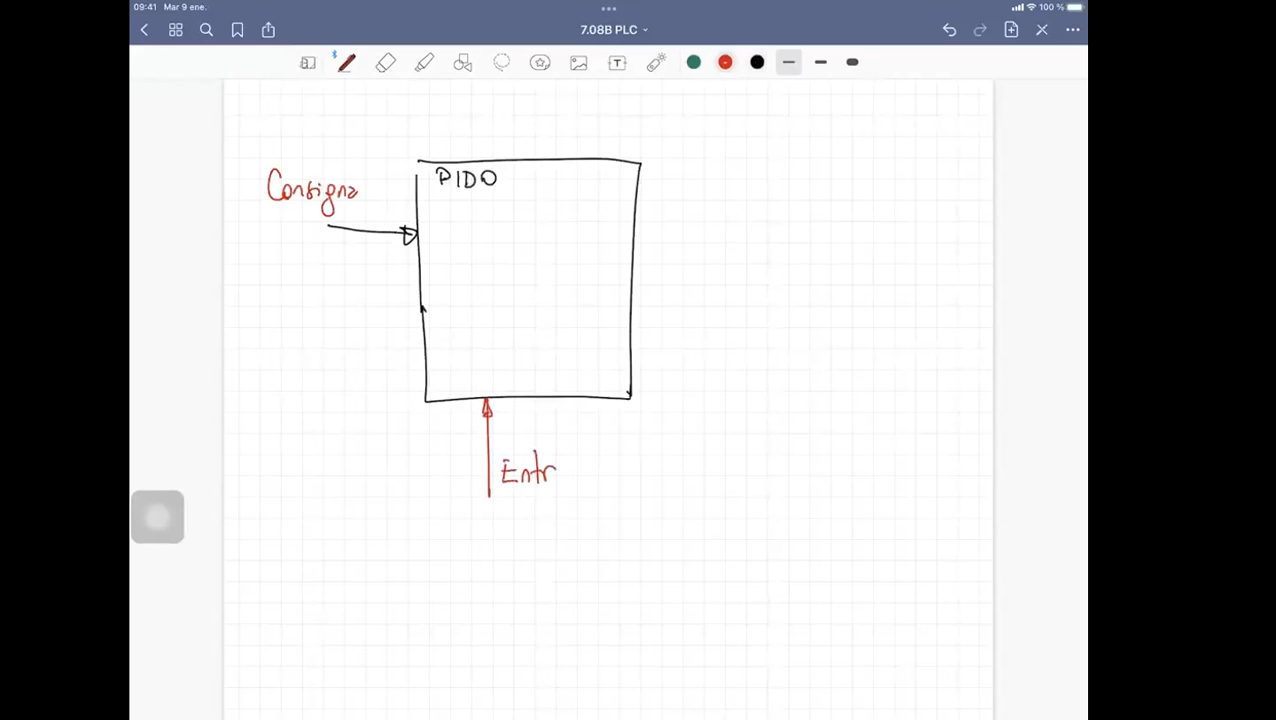 09:41 Mar 9 ene.
100 %
7.08B PLC
T
PIDO
Consigna
Entr